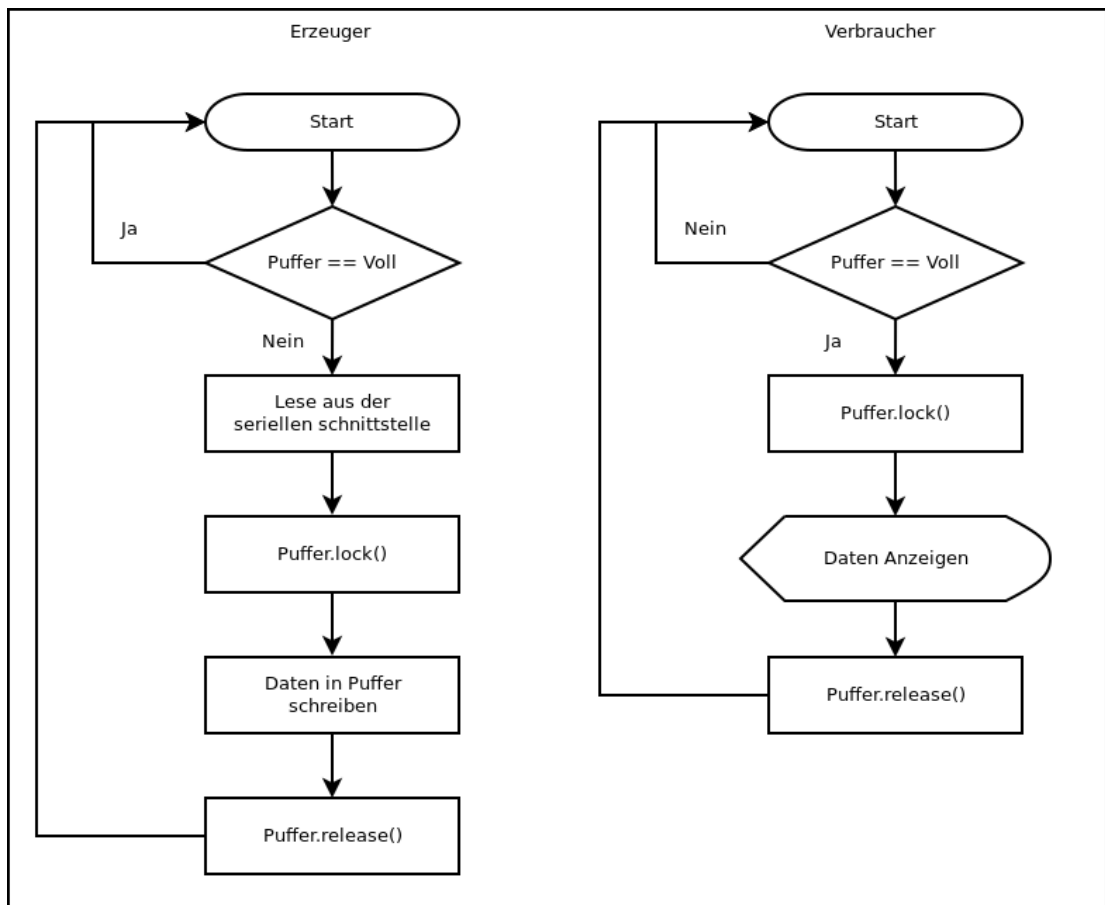 Erzeuger
Start
Ja
Puffer == Voll
Nein
Lese aus der
seriellen schnittstelle
Puffer.lock()
Daten in Puffer
schreiben
Puffer.release()
Verbraucher
Start
Nein
Puffer == Voll
Ja
Puffer.lock()
Daten Anzeigen
Puffer.release()